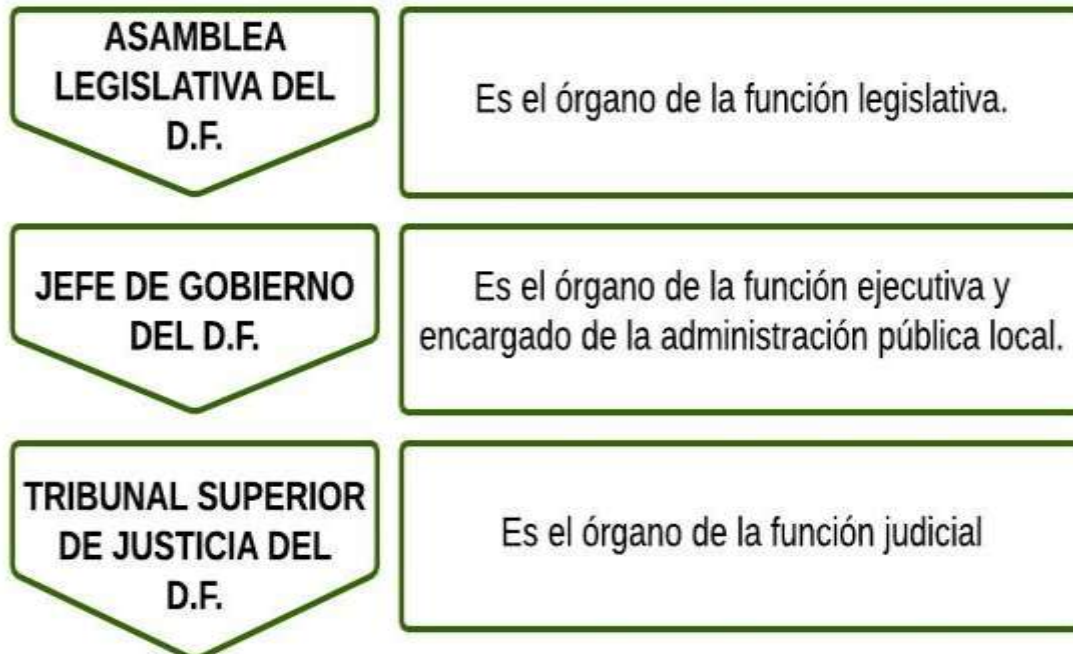 ASAMBLEA
LEGISLATIVA DEL
D.F.
Es el órgano de la función legislativa.
JEFE DE GOBIERNO
DEL D.F.
Es el órgano de la función ejecutiva y
encargado de la administración pública local.
TRIBUNAL SUPERIOR
DE JUSTICIA DEL
D.F.
Es el órgano de la función judicial